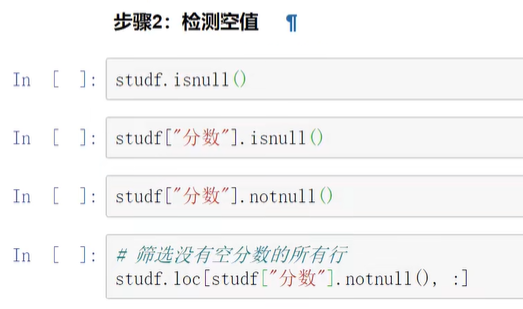 步骤2：检测空值 ¶
In [ ]: studf.isnull()
In [ ]: studf["分数"].isnull()
In [ ]: studf["分数"].notnull()
In [ ]: # 筛选没有空分数的所有行
studf.loc[studf["分数"].notnull(), :]